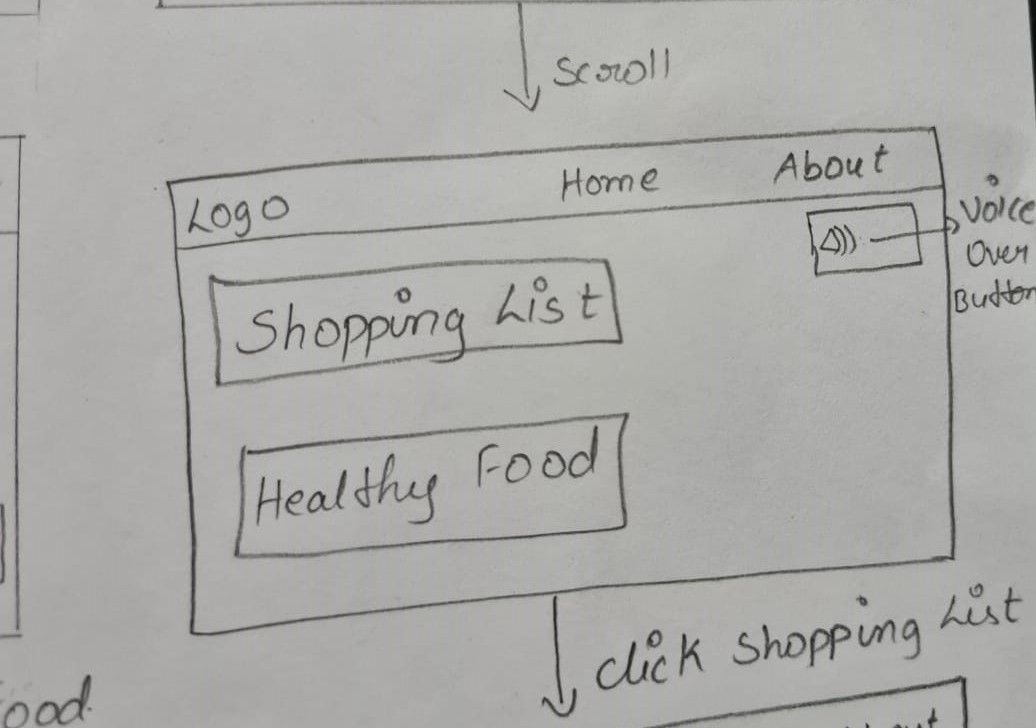 Scroll
Logo Home About
Voice
Over
Button
Shopping List
Healthy Food
Click Shopping List
ood